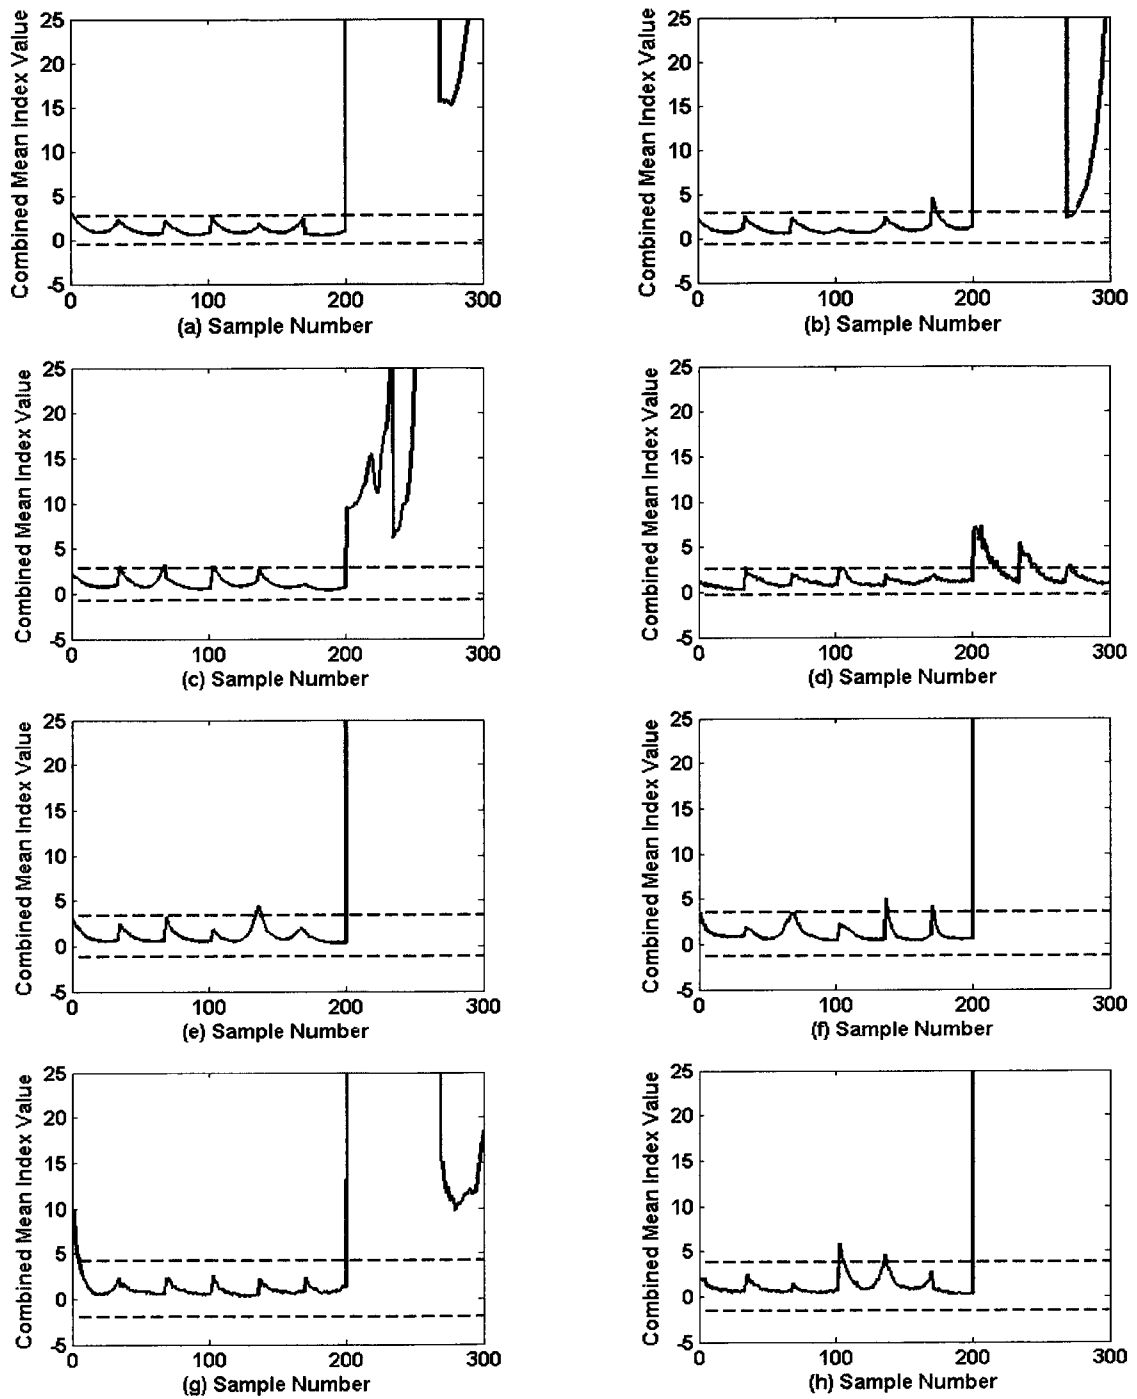 Combined Mean Index Value
25
20
15
10
5
0
-5
0 100 200 300
(a) Sample Number
Combined Mean Index Value
25
20
15
10
5
0
-5
0 100 200 300
(b) Sample Number
Combined Mean Index Value
25
20
15
10
5
0
-5
0 100 200 300
(c) Sample Number
Combined Mean Index Value
25
20
15
10
5
0
-5
0 100 200 300
(d) Sample Number
Combined Mean Index Value
25
20
15
10
5
0
-5
0 100 200 300
(e) Sample Number
Combined Mean Index Value
25
20
15
10
5
0
-5
0 100 200 300
(f) Sample Number
Combined Mean Index Value
25
20
15
10
5
0
-5
0 100 200 300
(g) Sample Number
Combined Mean Index Value
25
20
15
10
5
0
-5
0 100 200 300
(h) Sample Number